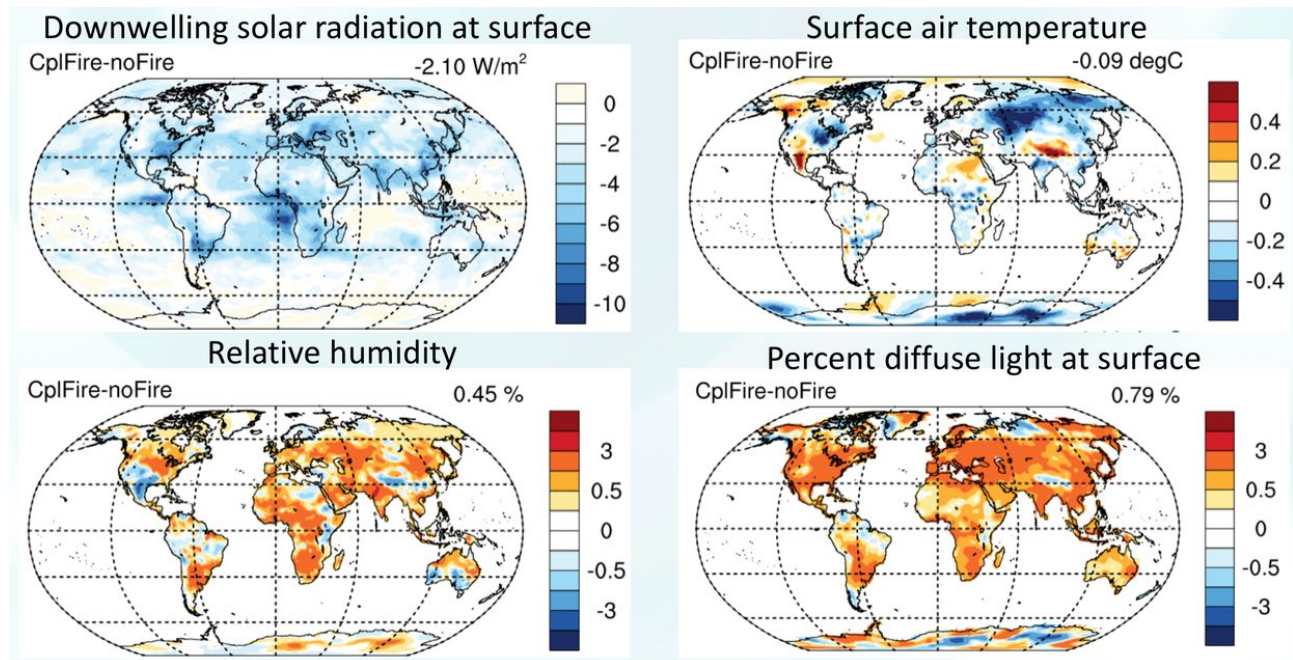 Downwelling solar radiation at surface
CplFire-noFire
-2.10 W/m²
0
-2
-4
-6
-8
-10
Surface air temperature
CplFire-noFire
-0.09 degC
0.4
0.2
0
-0.2
-0.4
Relative humidity
CplFire-noFire
0.45 %
3
0.5
0
-0.5
-3
Percent diffuse light at surface
CplFire-noFire
0.79 %
3
0.5
0
-0.5
-3